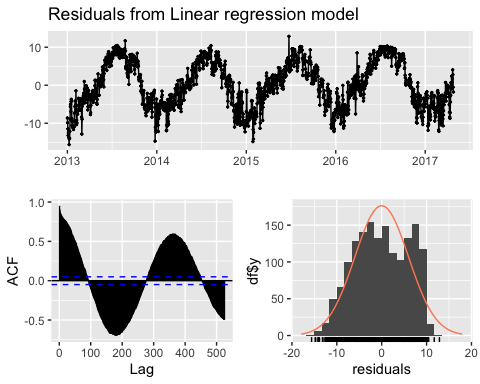 Residuals from Linear regression model
10
0
-10
2013 2014 2015 2016 2017
1.0
0.5
0.0
-0.5
ACF
0 100 200 300 400 500
Lag
150
100
50
0
df$y
-20 -10 0 10 20
residuals